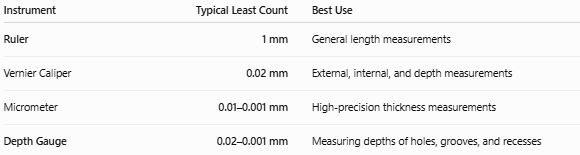 Instrument Typical Least Count Best Use
Ruler 1 mm General length measurements
Vernier Caliper 0.02 mm External, internal, and depth measurements
Micrometer 0.01–0.001 mm High-precision thickness measurements
Depth Gauge 0.02–0.001 mm Measuring depths of holes, grooves, and recesses